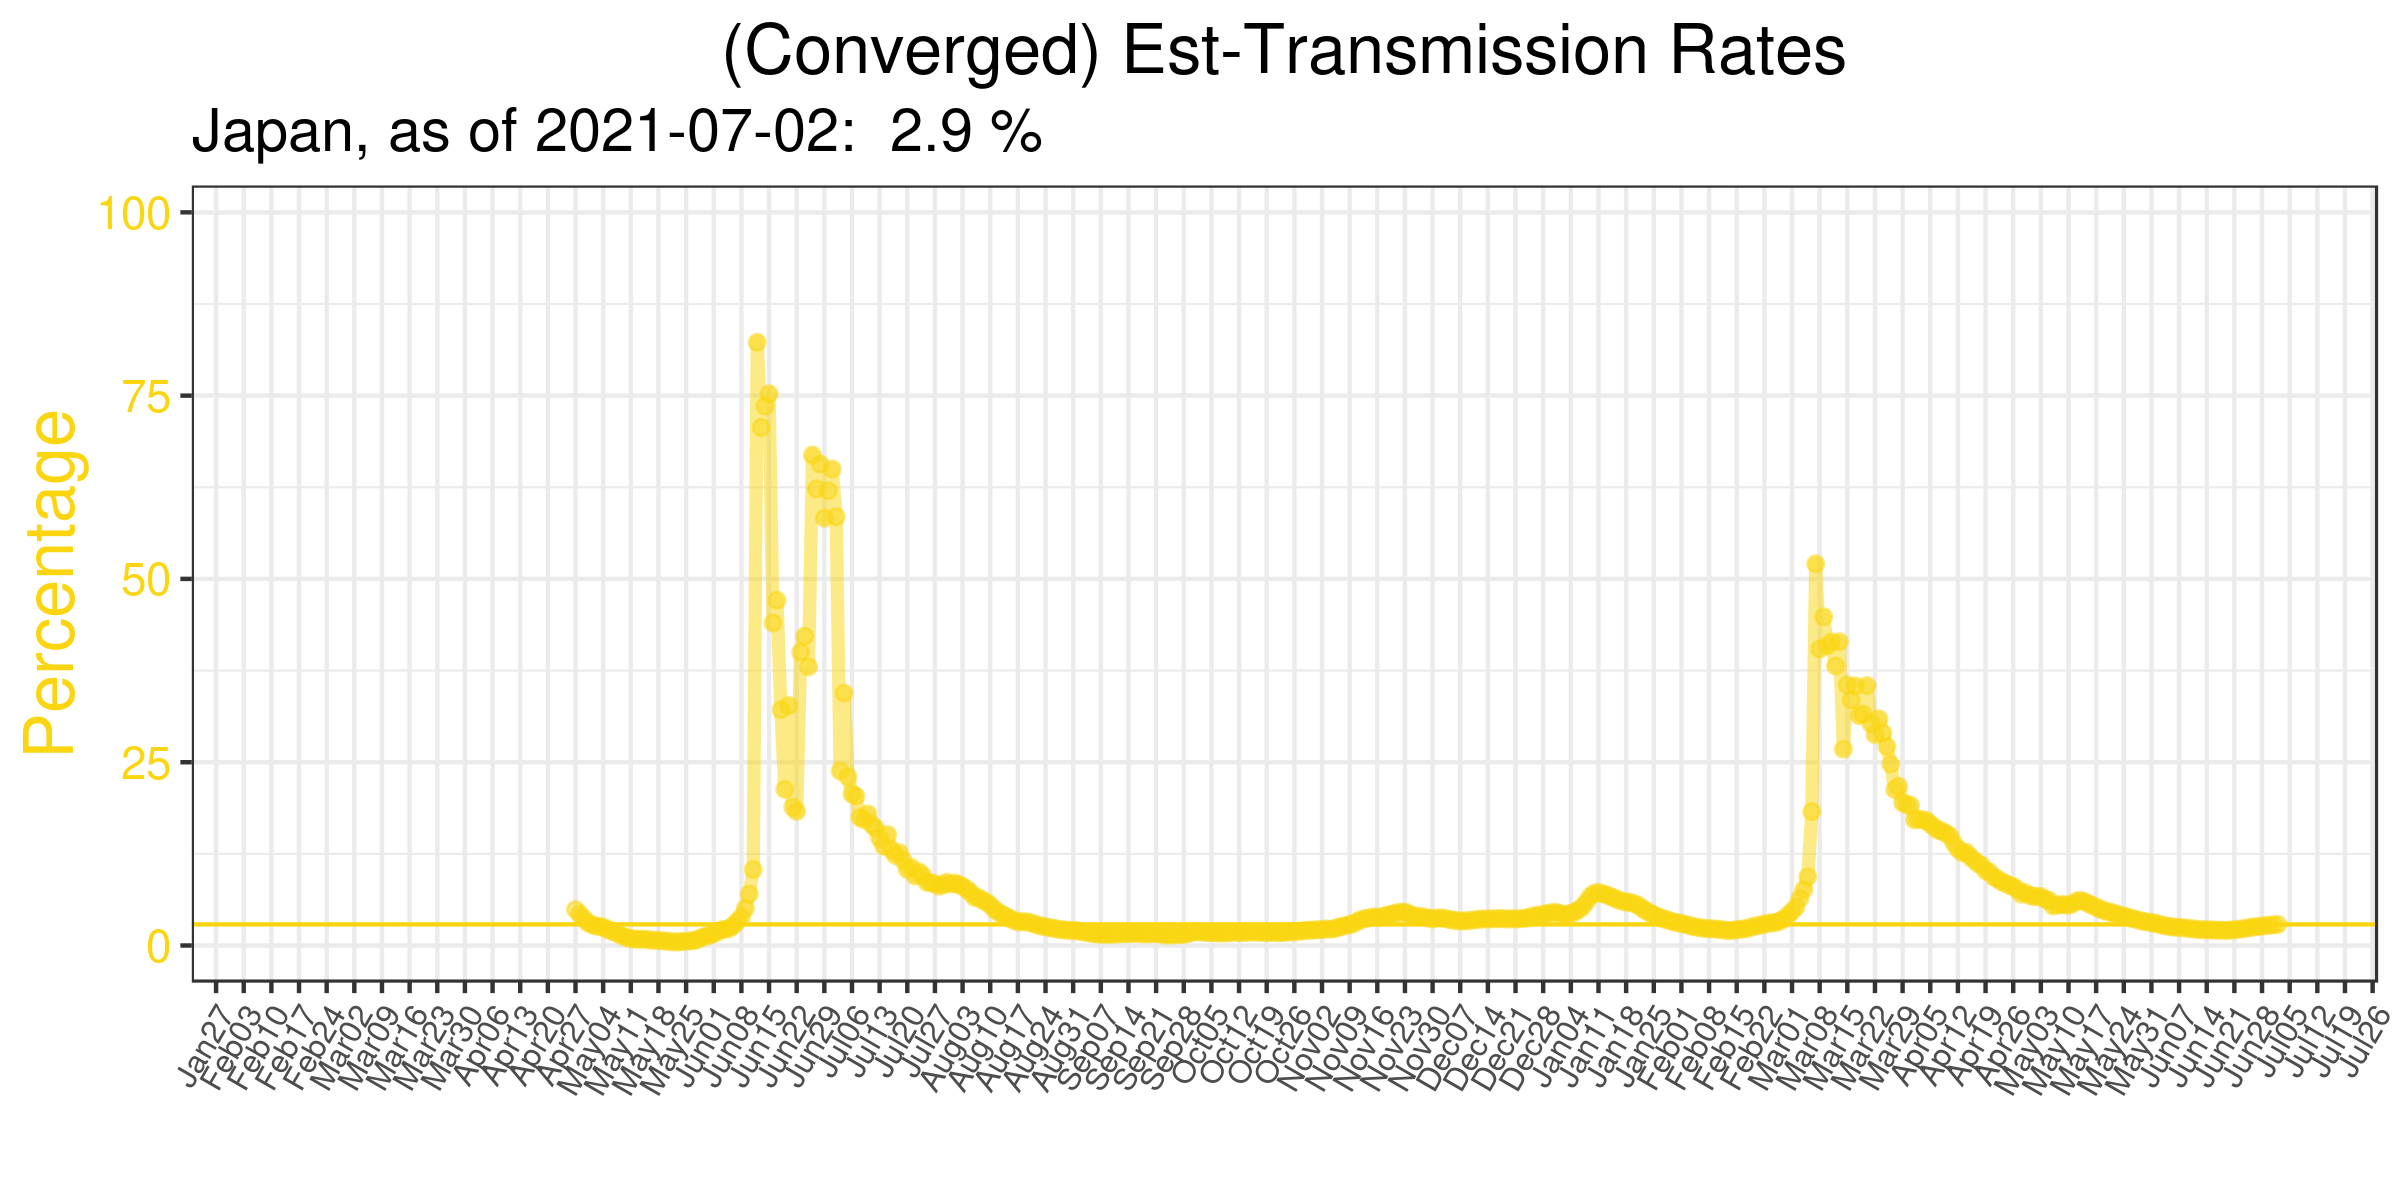 (Converged) Est-Transmission Rates
Japan, as of 2021-07-02: 2.9 %
Percentage
100
75
50
25
0
Jan27
Feb03
Feb10
Feb17
Feb24
Mar02
Mar09
Mar16
Mar23
Mar30
Apr06
Apr13
Apr20
Apr27
May04
May11
May18
May25
Jun01
Jun08
Jun15
Jun22
Jun29
Jul06
Jul13
Jul20
Jul27
Aug03
Aug10
Aug17
Aug24
Aug31
Sep07
Sep14
Sep21
Sep28
Oct05
Oct12
Oct19
Oct26
Nov02
Nov09
Nov16
Nov23
Nov30
Dec07
Dec14
Dec21
Dec28
Jan04
Jan11
Jan18
Jan25
Feb01
Feb08
Feb15
Feb22
Mar01
Mar08
Mar15
Mar22
Mar29
Apr05
Apr12
Apr19
Apr26
May03
May10
May17
May24
May31
Jun07
Jun14
Jun21
Jun28
Jul05
Jul12
Jul19
Jul26